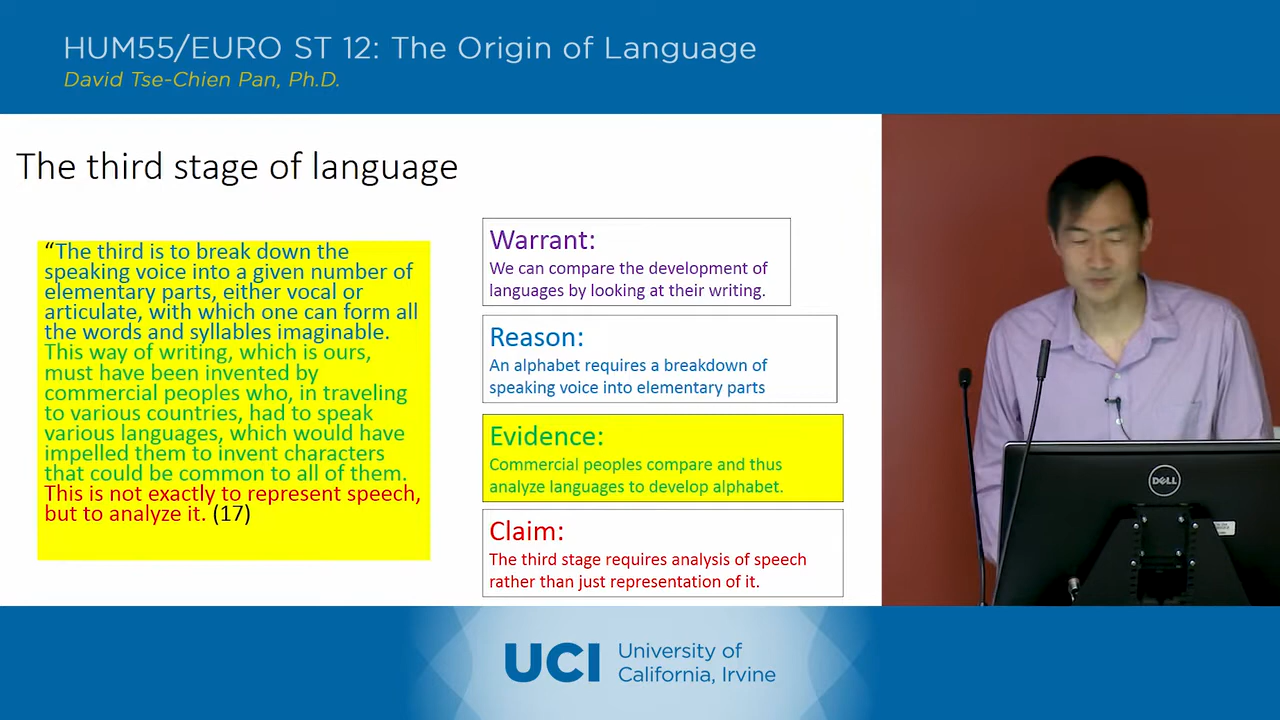 HUM55/EURO ST 12: The Origin of Language
David Tse-Chien Pan, Ph.D.
The third stage of language
“The third is to break down the
speaking voice into a given number of
elementary parts, either vocal or
articulate, with which one can form all
the words and syllables imaginable.
This way of writing, which is ours,
must have been invented by
commercial peoples who, in traveling
to various countries, had to speak
various languages, which would have
impelled them to invent characters
that could be common to all of them.
This is not exactly to represent speech,
but to analyze it. (17)
Warrant:
We can compare the development of
languages by looking at their writing.
Reason:
An alphabet requires a breakdown of
speaking voice into elementary parts
Evidence:
Commercial peoples compare and thus
analyze languages to develop alphabet.
Claim:
The third stage requires analysis of speech
rather than just representation of it.
DELL
UCI
University of
California, Irvine